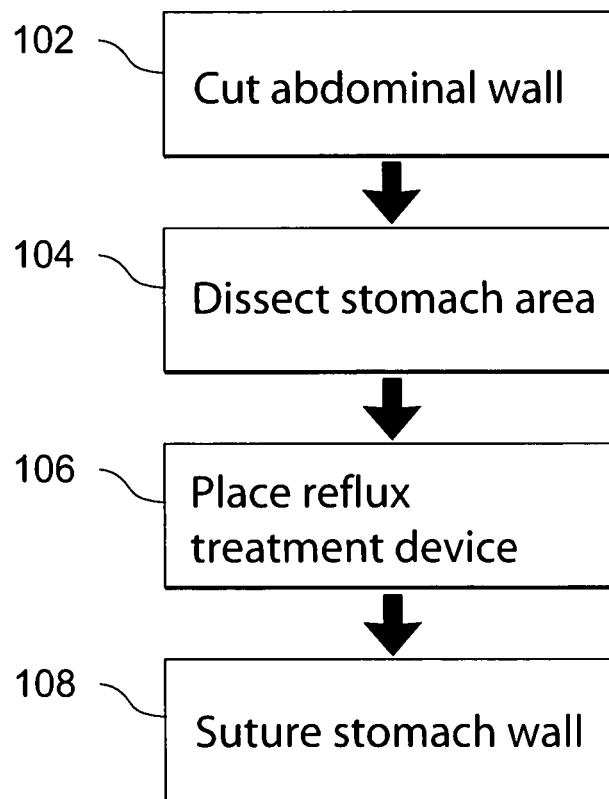 102
Cut abdominal wall
104
Dissect stomach area
106
Place reflux
treatment device
108
Suture stomach wall